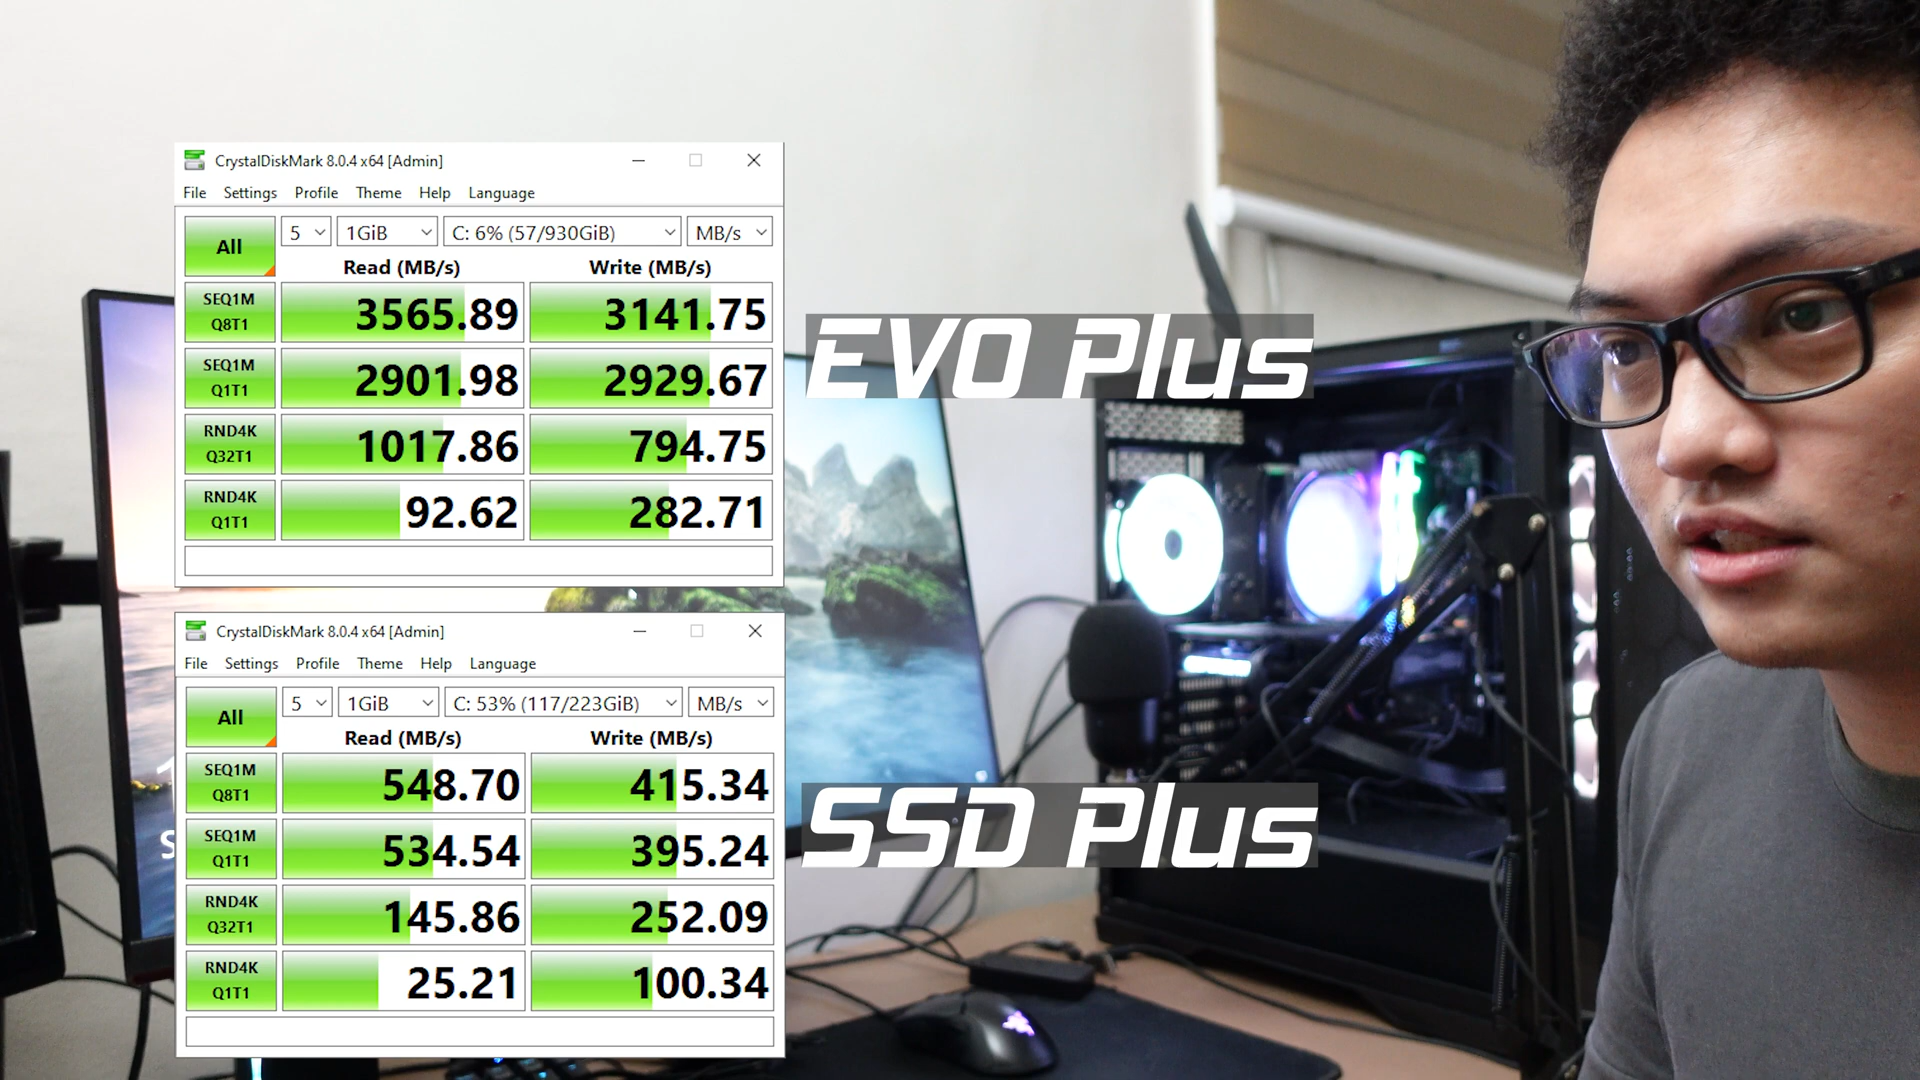 CrystalDiskMark 8.0.4 x64 [Admin]
File Settings Profile Theme Help Language
All 5 1GiB C: 6% (57/930GiB) MB/s
Read (MB/s) Write (MB/s)
SEQ1M Q8T1 3565.89 3141.75
SEQ1M Q1T1 2901.98 2929.67
RND4K Q32T1 1017.86 794.75
RND4K Q1T1 92.62 282.71
EVO Plus
CrystalDiskMark 8.0.4 x64 [Admin]
File Settings Profile Theme Help Language
All 5 1GiB C: 53% (117/223GiB) MB/s
Read (MB/s) Write (MB/s)
SEQ1M Q8T1 548.70 415.34
SEQ1M Q1T1 534.54 395.24
RND4K Q32T1 145.86 252.09
RND4K Q1T1 25.21 100.34
SSD Plus